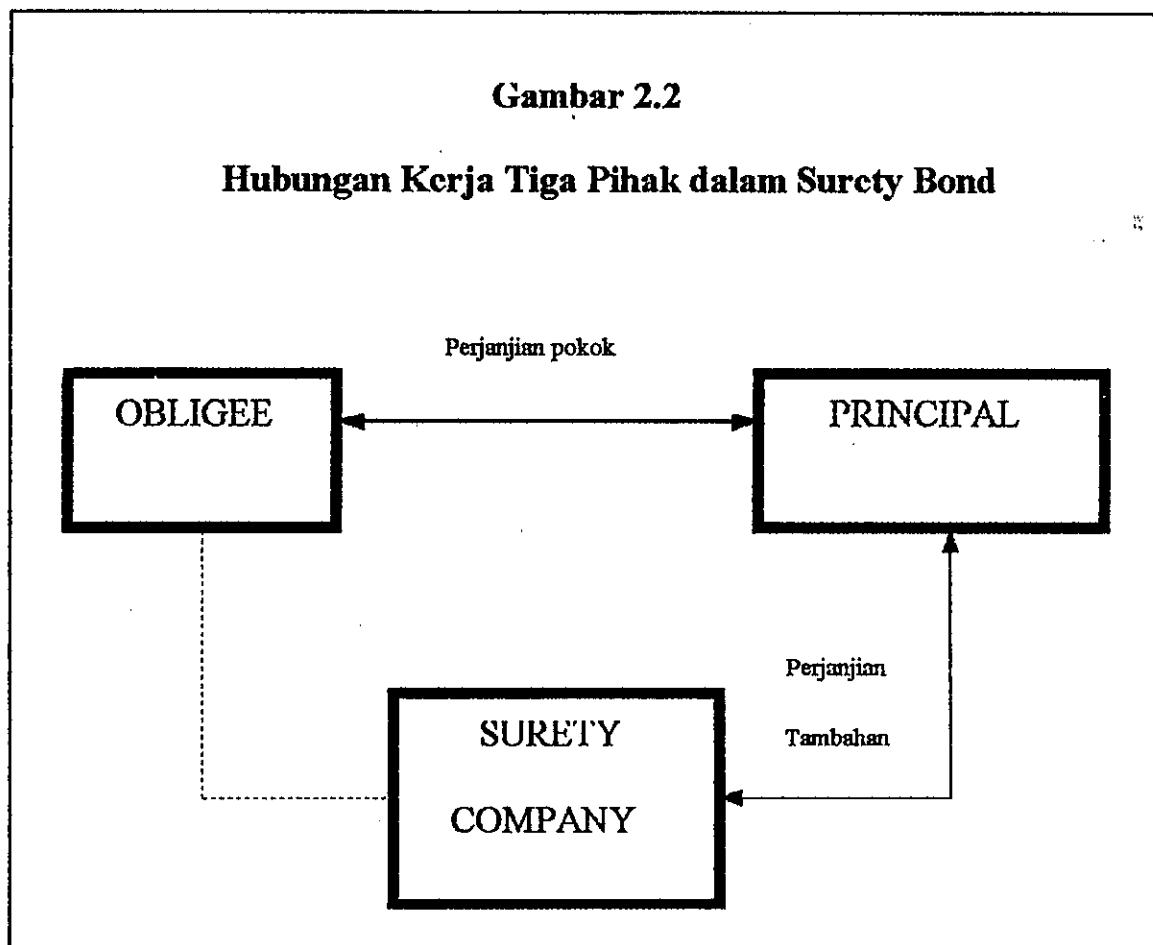 Gambar 2.2
Hubungan Kerja Tiga Pihak dalam Surety Bond
Perjanjian pokok
OBLIGEE
PRINCIPAL
Perjanjian
Tambahan
SURETY
COMPANY